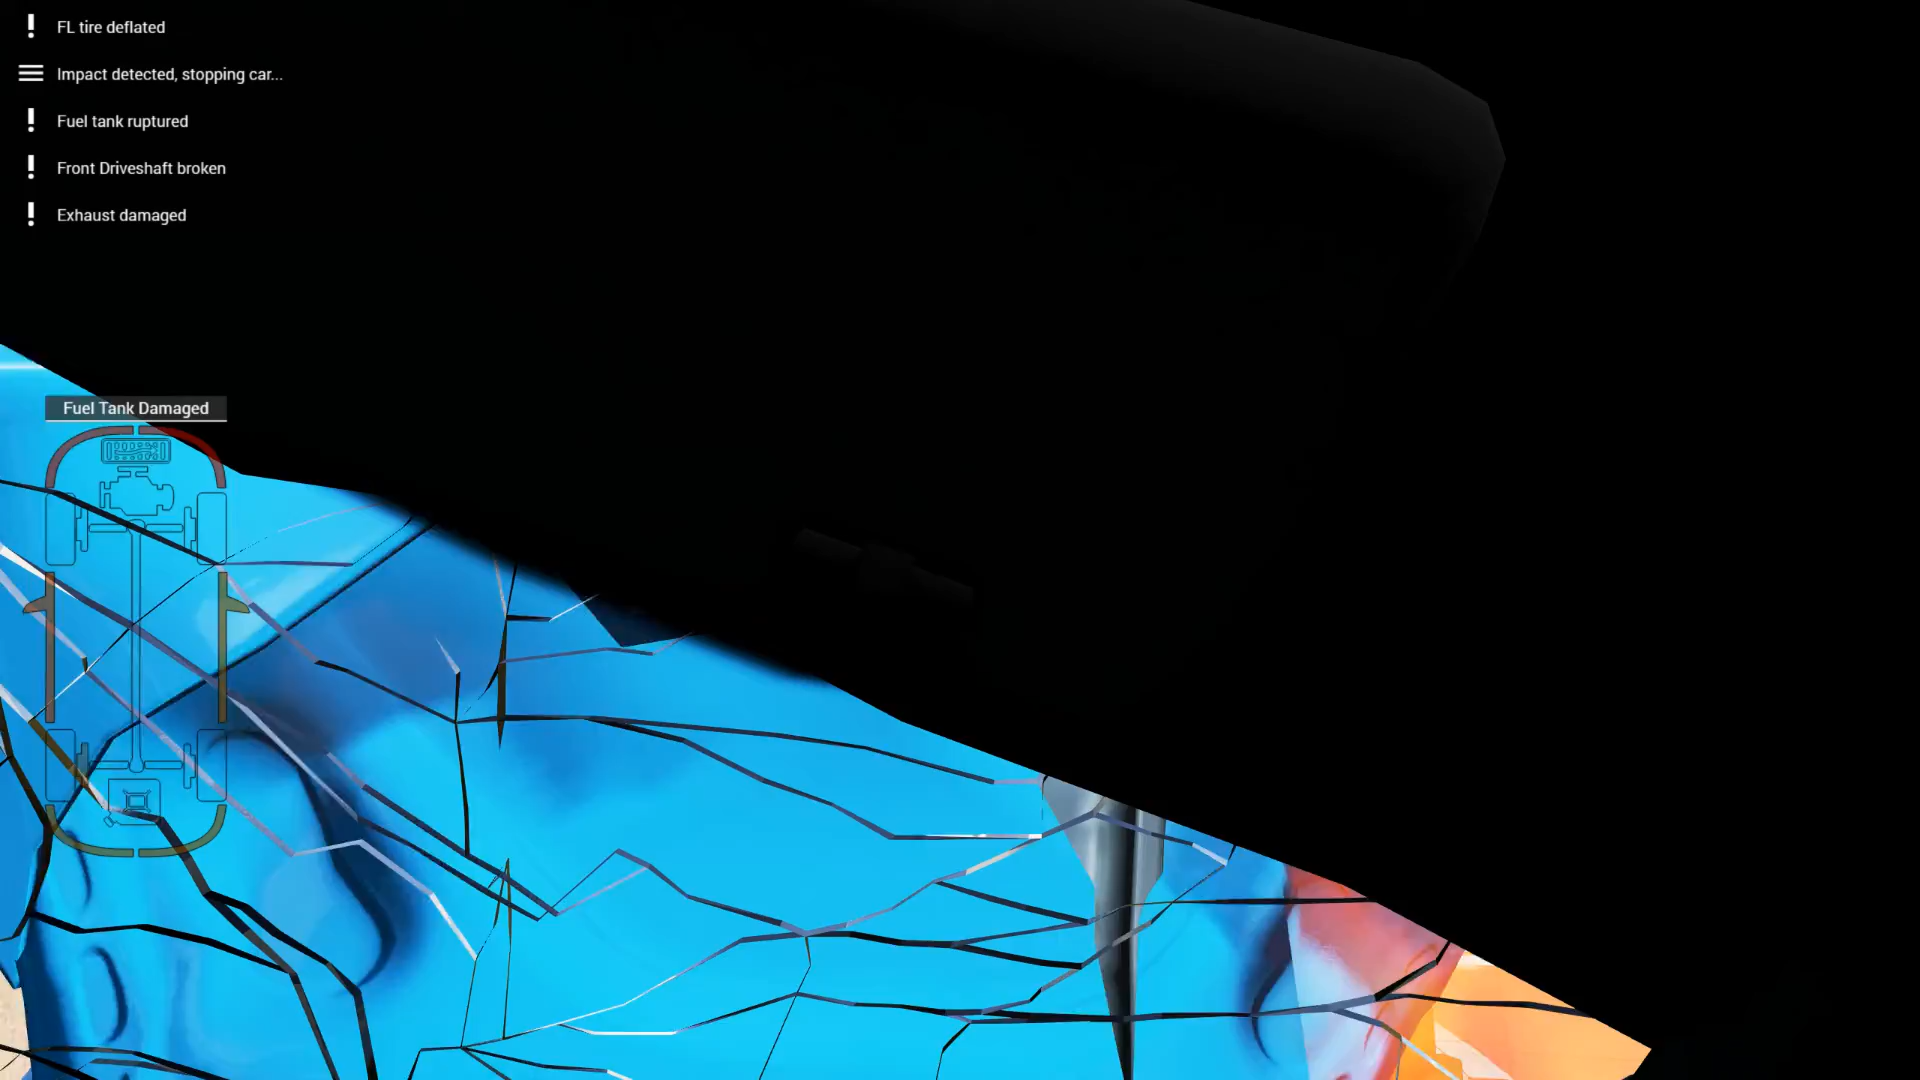 FL tire deflated
Impact detected, stopping car...
Fuel tank ruptured
Front Driveshaft broken
Exhaust damaged
Fuel Tank Damaged